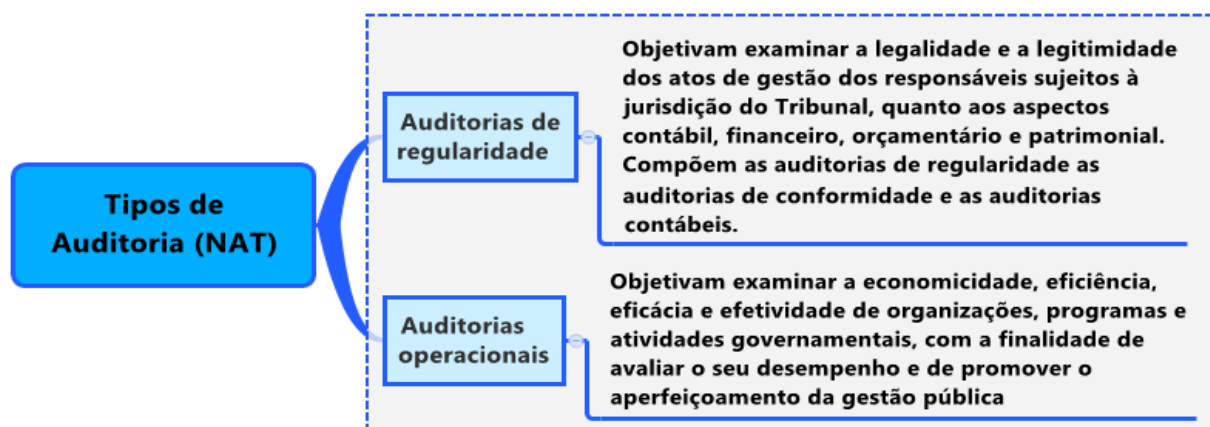 Tipos de
Auditoria (NAT)
Auditorias de
regularidade
Objetivam examinar a legalidade e a legitimidade
dos atos de gestão dos responsáveis sujeitos à
jurisdição do Tribunal, quanto aos aspectos
contábil, financeiro, orçamentário e patrimonial.
Compõem as auditorias de regularidade as
auditorias de conformidade e as auditorias
contábeis.
Auditorias
operacionais
Objetivam examinar a economicidade, eficiência,
eficácia e efetividade de organizações, programas e
atividades governamentais, com a finalidade de
avaliar o seu desempenho e de promover o
aperfeiçoamento da gestão pública